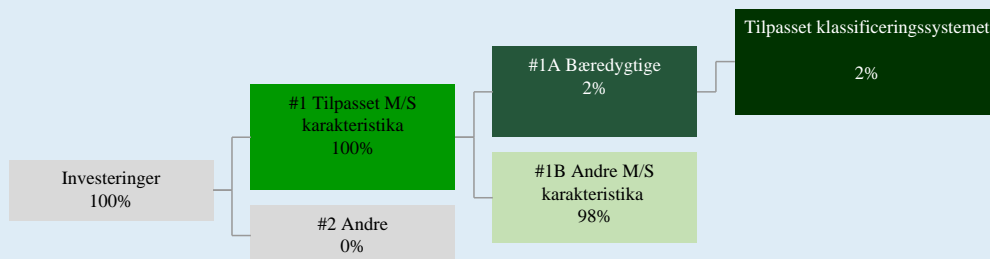 Investeringer
100%
#1 Tilpasset M/S
karakteristika
100%
#2 Andre
0%
#1A Bæredygtige
2%
#1B Andre M/S
karakteristika
98%
Tilpasset klassificeringssystemet
2%